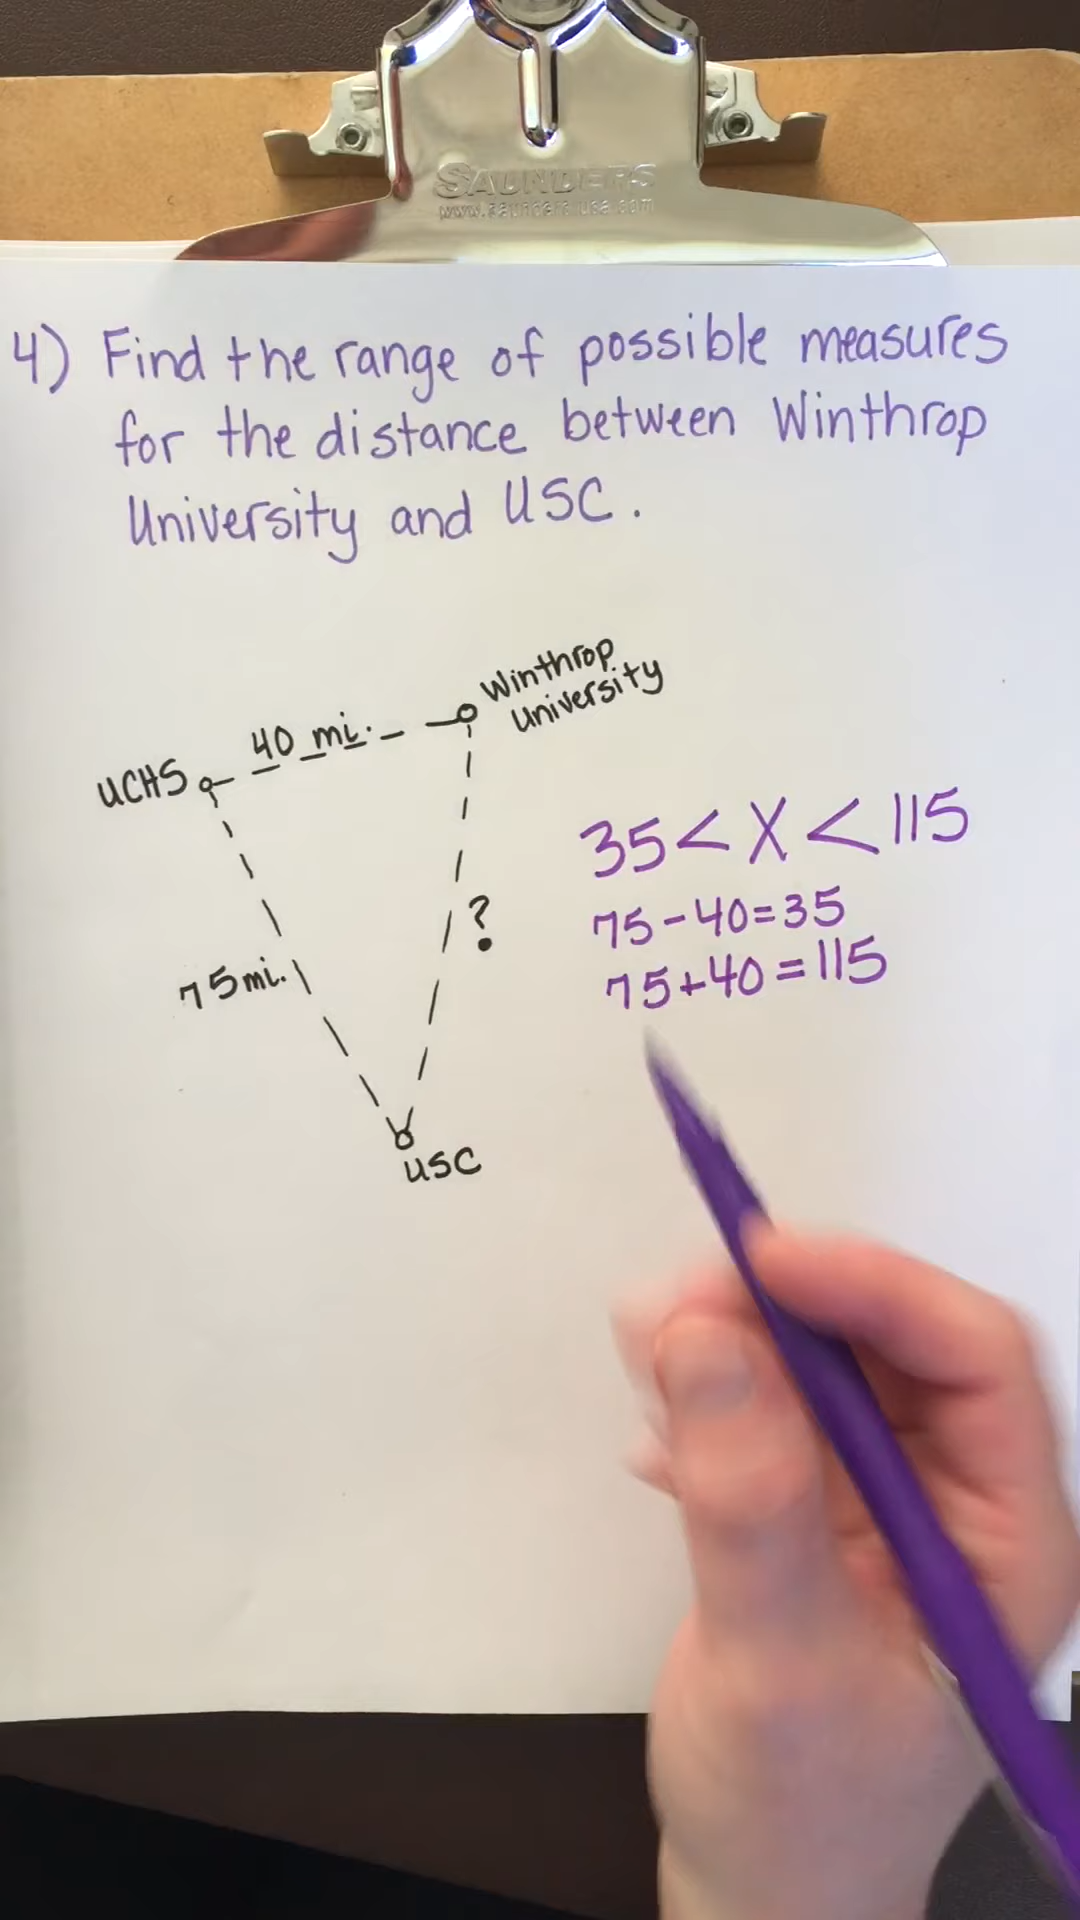 SAUNDERS
www.saunders-usa.com
4) Find the range of possible measures
for the distance between Winthrop
University and USC.
Winthrop
University
40 mi.
UCHS
35 < X < 115
75 - 40 = 35
?
75 + 40 = 115
75 mi.
USC